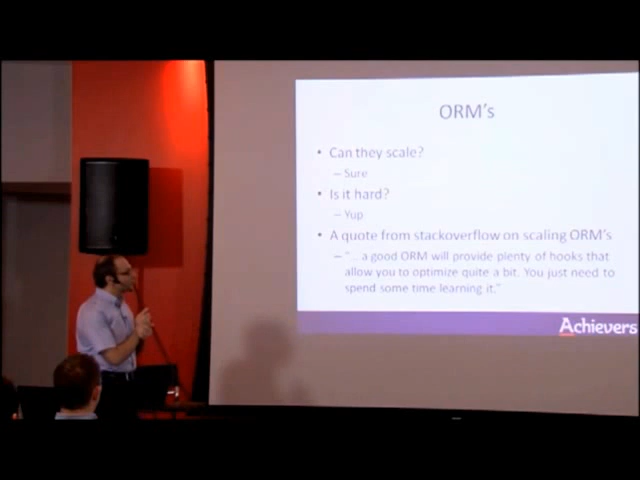 ORM's
• Can they scale?
– Sure
• Is it hard?
– Yup
• A quote from stackoverflow on scaling ORM's
– "... a good ORM will provide plenty of hooks that
allow you to optimize quite a bit. You just need to
spend some time learning it."
Achievers